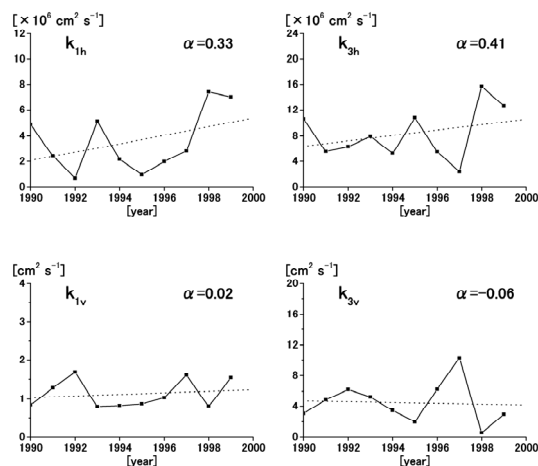 [×10⁶ cm² s⁻¹] [×10⁶ cm² s⁻¹]
12 k₁ₕ α=0.33 24 k₃ₕ α=0.41
10 20
8 16
6 12
4 8
2 4
0 0
1990 1992 1994 1996 1998 2000 1990 1992 1994 1996 1998 2000
[year] [year]
[cm² s⁻¹] [cm² s⁻¹]
4 k₁ᵥ α=0.02 20 k₃ᵥ α=-0.06
3 16
2 12
1 8
0 4
0
1990 1992 1994 1996 1998 2000 1990 1992 1994 1996 1998 2000
[year] [year]